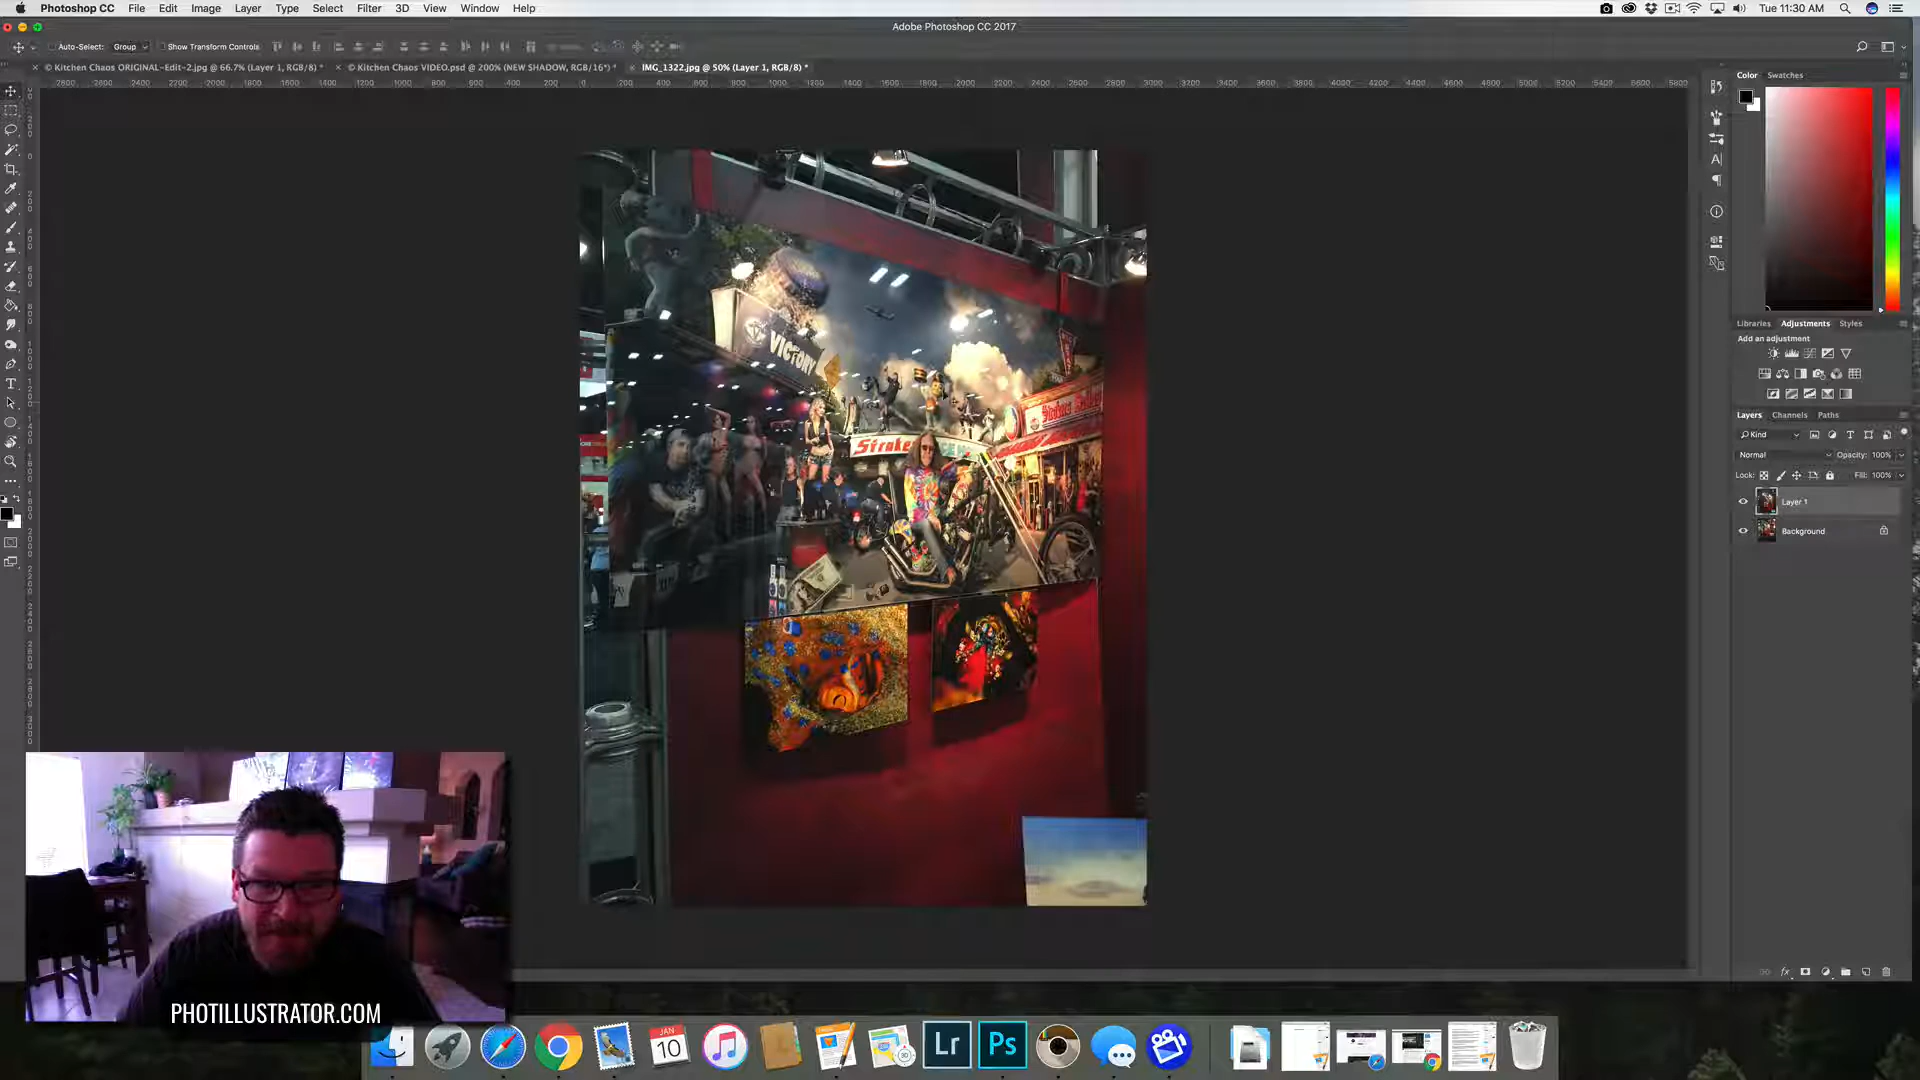 Photoshop CC File Edit Image Layer Type Select Filter 3D View Window Help
Tue 11:30 AM
Adobe Photoshop CC 2017
Auto-Select: Group Show Transform Controls
© Kitchen Chaos ORIGINAL-Edit-2.jpg @ 66.7% (Layer 1, RGB/8) *
© Kitchen Chaos VIDEO.psd @ 200% (NEW SHADOW, RGB/16*) *
IMG_1322.jpg @ 50% (Layer 1, RGB/8) *
Color Swatches
Libraries Adjustments Styles
Add an adjustment
Layers Channels Paths
Kind
Normal Opacity: 100%
Lock: Fill: 100%
Layer 1
Background
VICTORY
PHOTILLUSTRATOR.COM
JAN
10
Lr
Ps